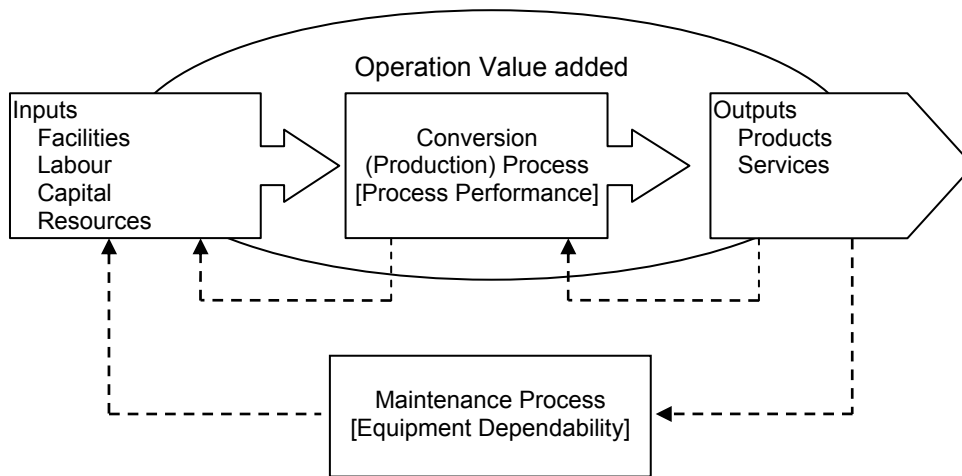 Operation Value added
Inputs
Facilities
Labour
Capital
Resources
Conversion
(Production) Process
[Process Performance]
Outputs
Products
Services
Maintenance Process
[Equipment Dependability]